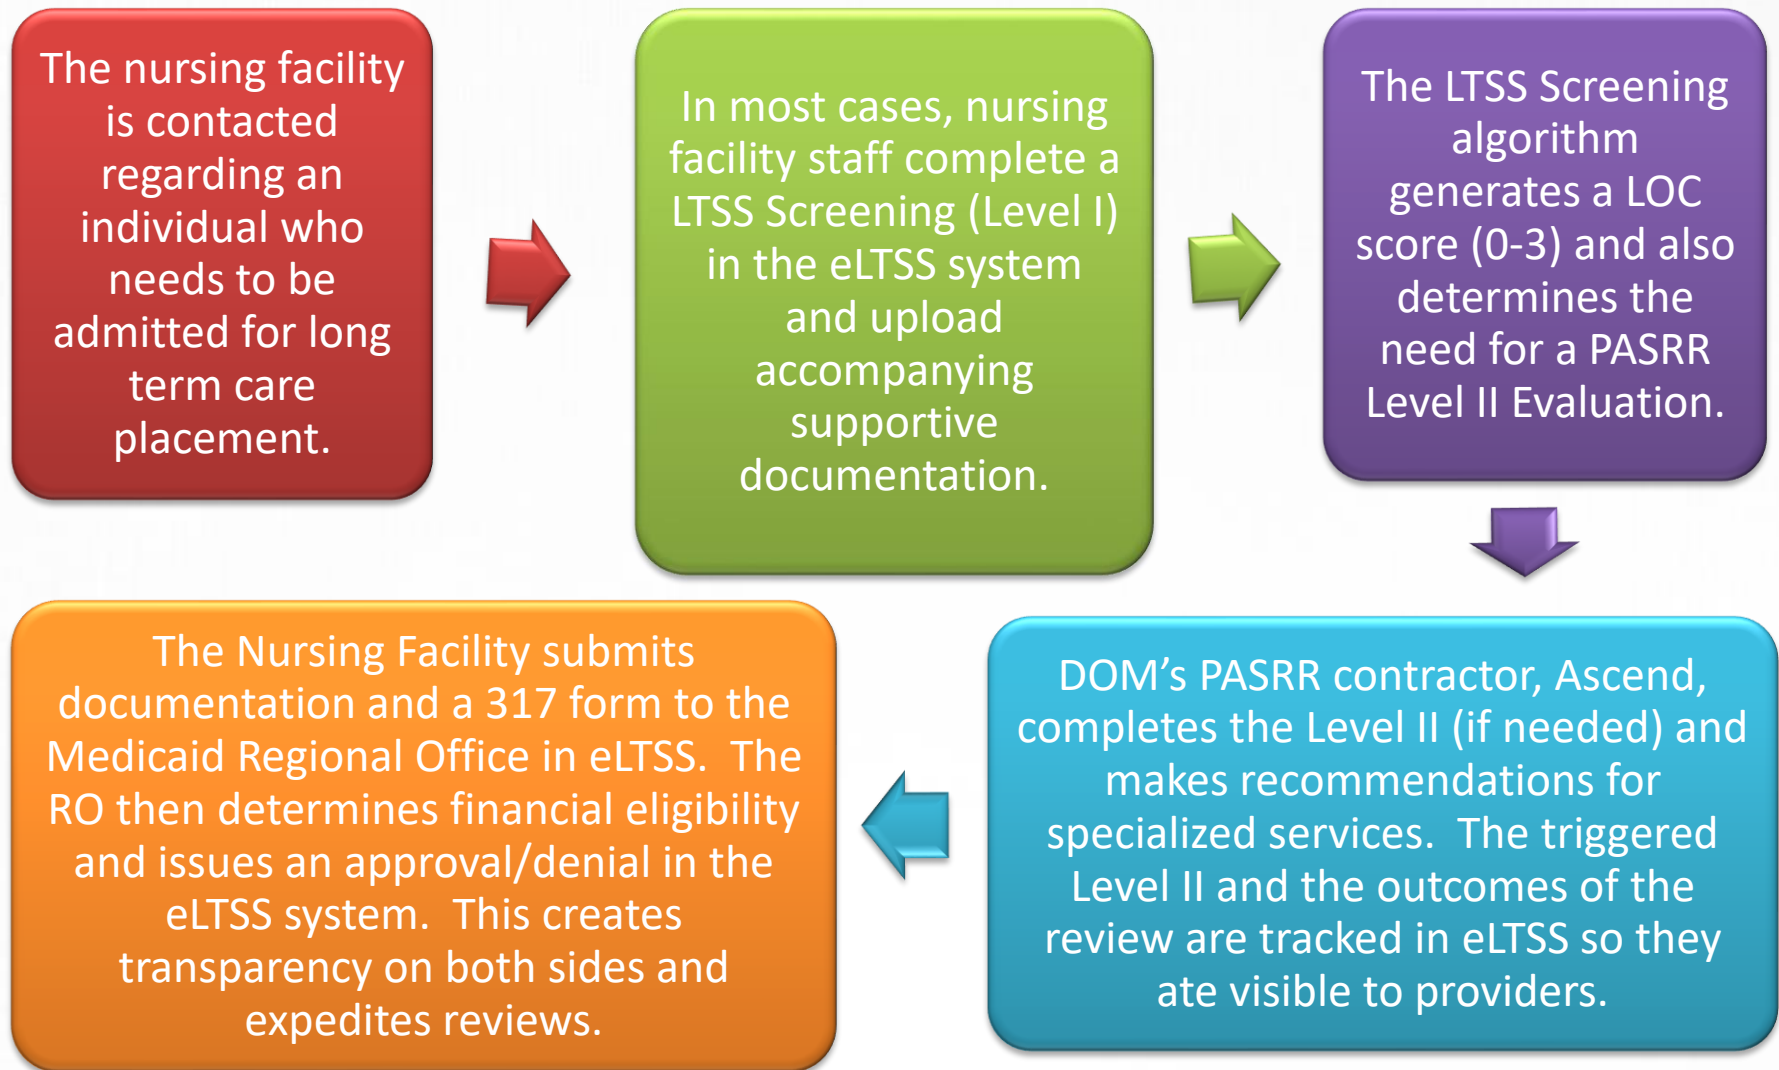 The nursing facility
is contacted
regarding an
individual who
needs to be
admitted for long
term care
placement.
In most cases, nursing
facility staff complete a
LTSS Screening (Level I)
in the eLTSS system
and upload
accompanying
supportive
documentation.
The LTSS Screening
algorithm
generates a LOC
score (0-3) and also
determines the
need for a PASRR
Level II Evaluation.
DOM’s PASRR contractor, Ascend,
completes the Level II (if needed) and
makes recommendations for
specialized services.  The triggered
Level II and the outcomes of the
review are tracked in eLTSS so they
ate visible to providers.
The Nursing Facility submits
documentation and a 317 form to the
Medicaid Regional Office in eLTSS.  The
RO then determines financial eligibility
and issues an approval/denial in the
eLTSS system.  This creates
transparency on both sides and
expedites reviews.